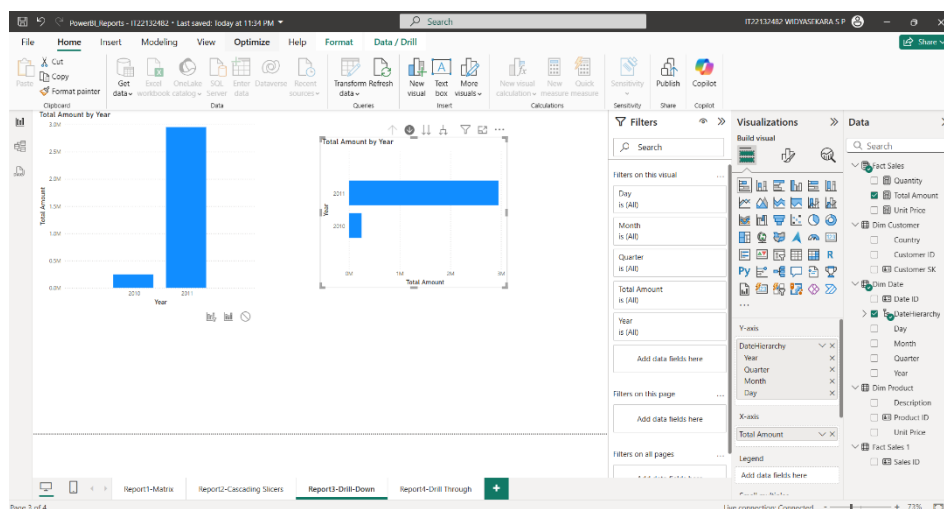 PowerBI_Reports - IT22132482 • Last saved: Today at 11:34 PM
Search
IT22132482 WIDYASEKARA S P
File Home Insert Modeling View Optimize Help Format Data / Drill
Share
Paste
Cut
Copy
Format painter
Clipboard
Get data
Excel workbook
OneLake catalog
SQL Server
Enter data
Dataverse
Recent sources
Data
Transform data
Refresh
Queries
New visual
Text box
More visuals
Insert
New visual calculation
New measure
Quick measure
Calculations
Sensitivity
Sensitivity
Publish
Share
Copilot
Copilot
Total Amount by Year
3.0M
2.5M
2.0M
1.5M
1.0M
0.5M
0.0M
Total Amount
2010 2011
Year
Total Amount by Year
2011
2010
Year
0M 1M 2M 3M
Total Amount
Filters
Search
Filters on this visual
Day
is (All)
Month
is (All)
Quarter
is (All)
Total Amount
is (All)
Year
is (All)
Add data fields here
Filters on this page
Add data fields here
Filters on all pages
Visualizations
Build visual
R
Py
Y-axis
DateHierarchy
Year
Quarter
Month
Day
X-axis
Total Amount
Legend
Add data fields here
Data
Search
Fact Sales
Quantity
Total Amount
Unit Price
Dim Customer
Country
Customer ID
Customer SK
Dim Date
Date ID
DateHierarchy
Day
Month
Quarter
Year
Dim Product
Description
Product ID
Unit Price
Fact Sales 1
Sales ID
Report1-Matrix Report2-Cascading Slicers Report3-Drill-Down Report4-Drill Through
Page 3 of 4
Live connection: Connected
73%